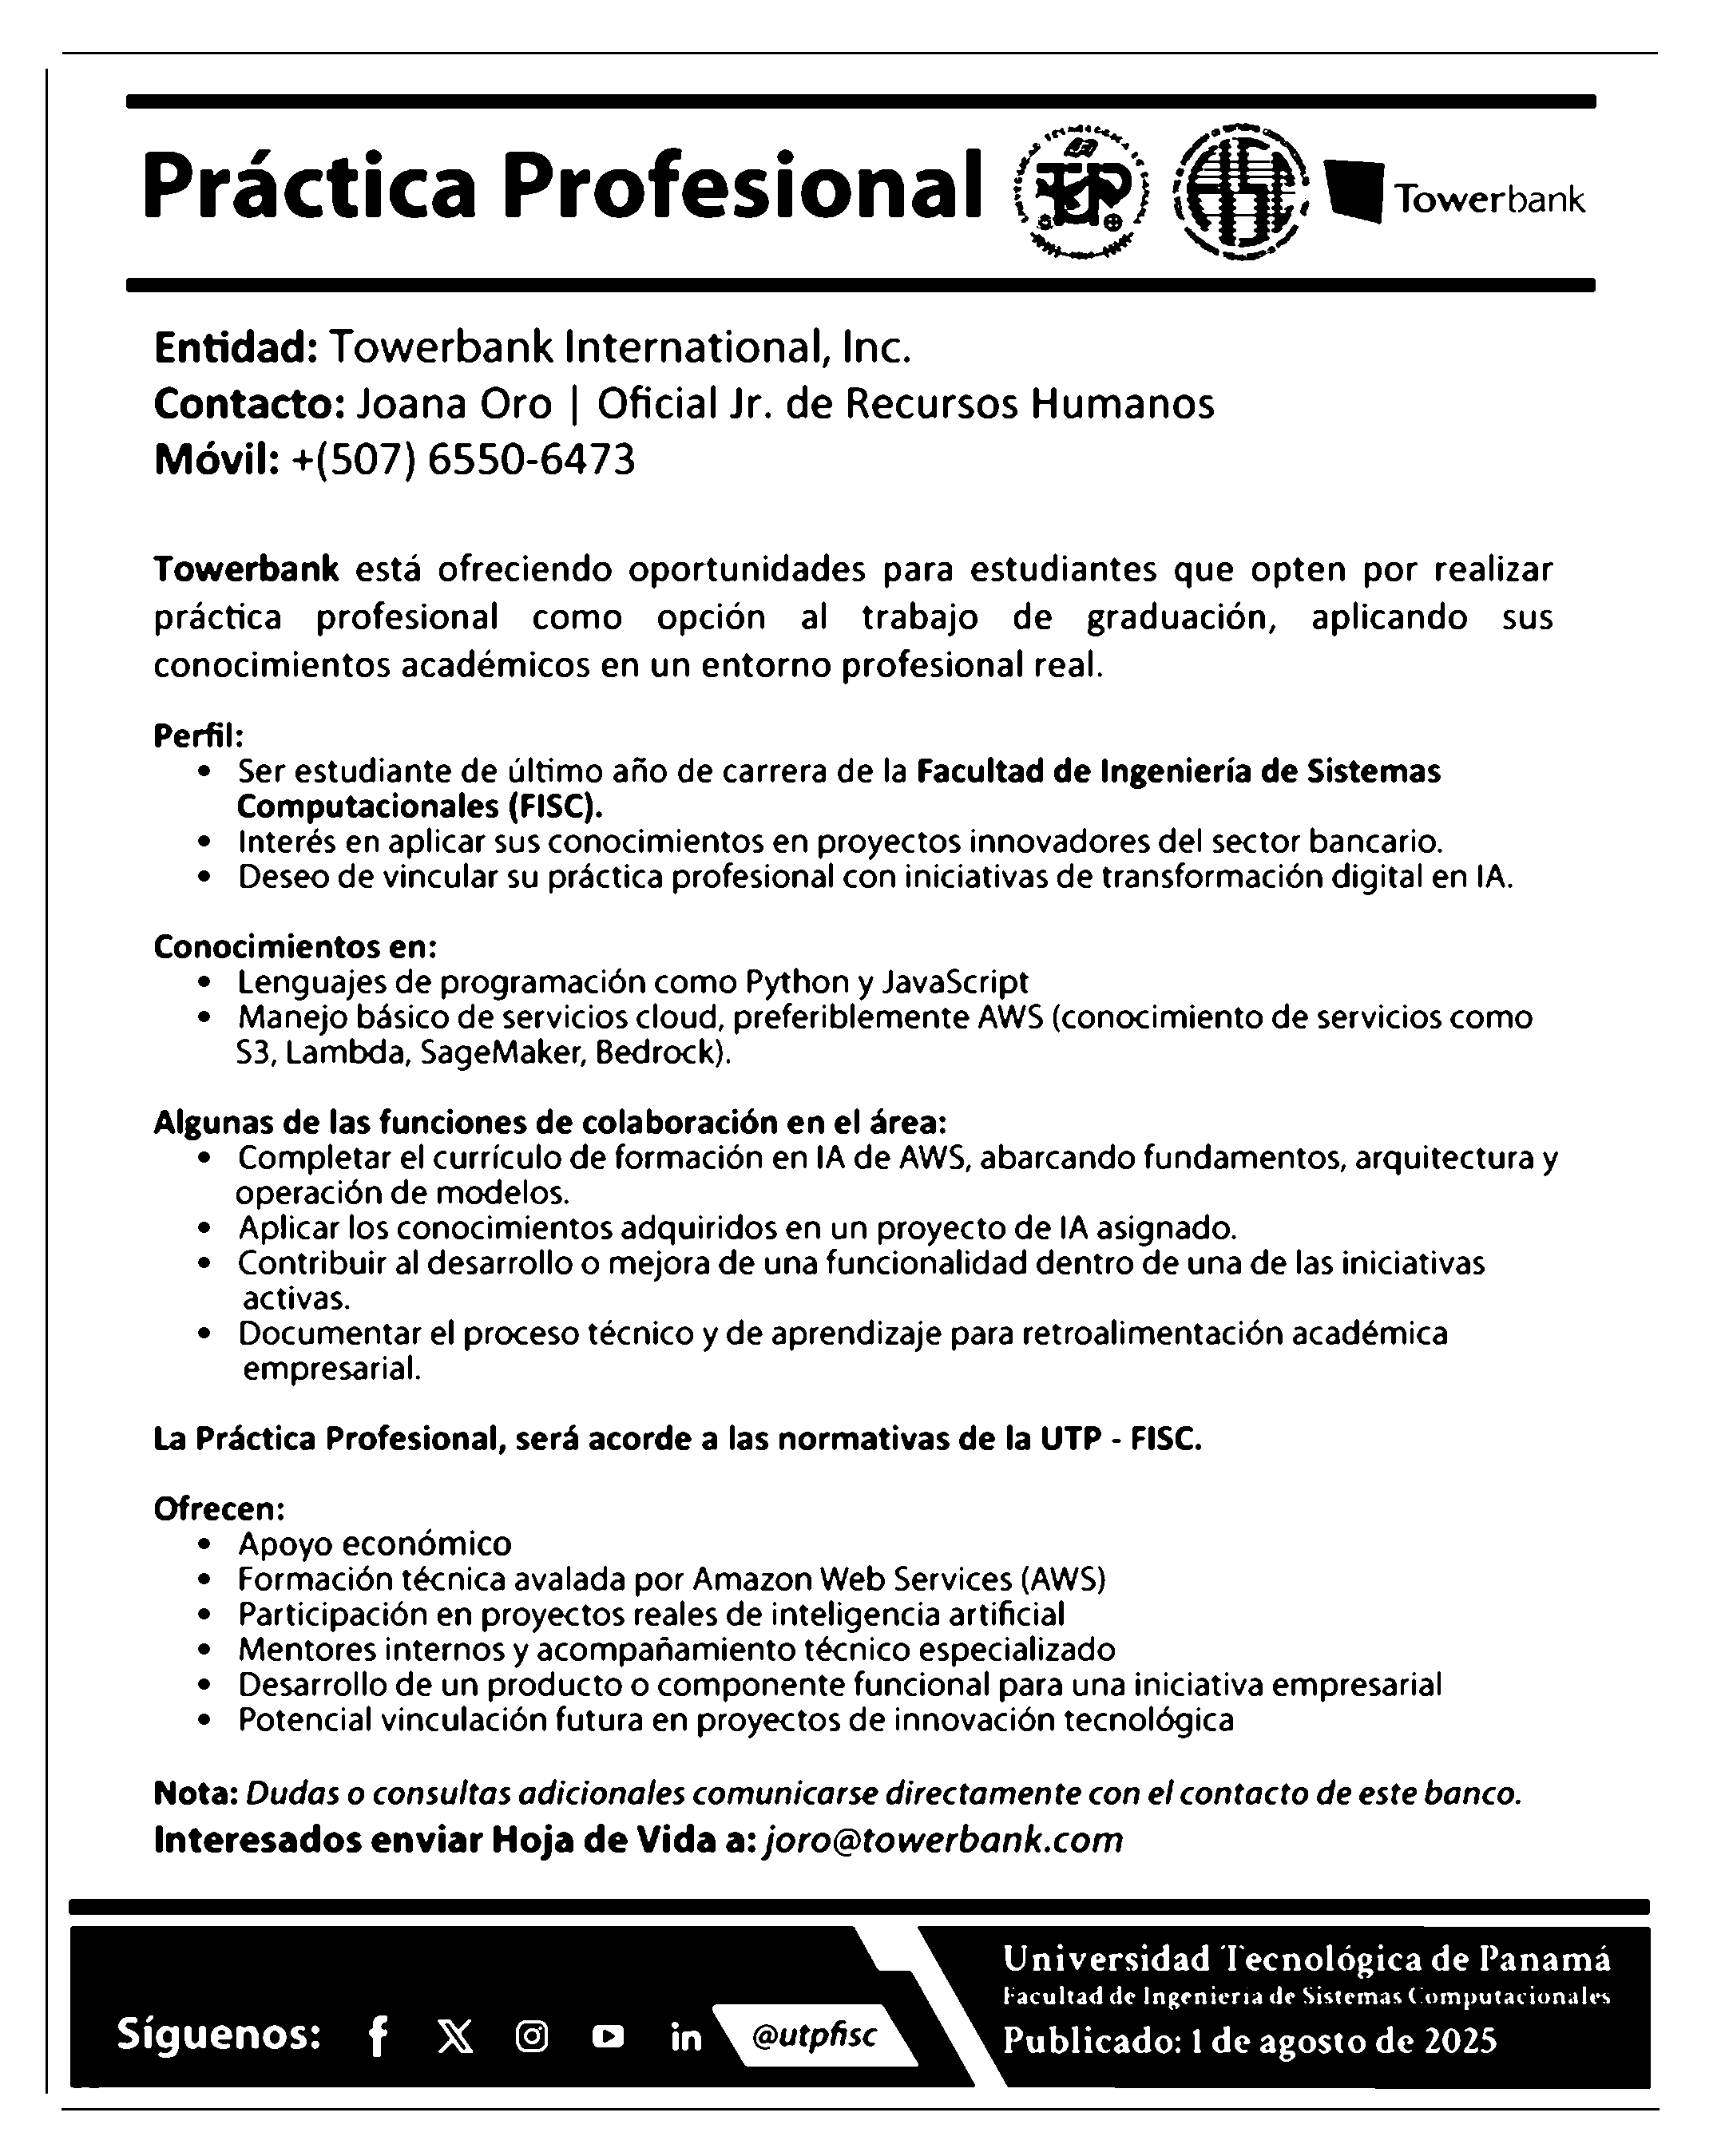 Práctica Profesional
UTP
Towerbank
Entidad: Towerbank International, Inc.
Contacto: Joana Oro | Oficial Jr. de Recursos Humanos
Móvil: +(507) 6550-6473
Towerbank está ofreciendo oportunidades para estudiantes que opten por realizar
práctica profesional como opción al trabajo de graduación, aplicando sus
conocimientos académicos en un entorno profesional real.
Perfil:
• Ser estudiante de último año de carrera de la Facultad de Ingeniería de Sistemas
Computacionales (FISC).
• Interés en aplicar sus conocimientos en proyectos innovadores del sector bancario.
• Deseo de vincular su práctica profesional con iniciativas de transformación digital en IA.
Conocimientos en:
• Lenguajes de programación como Python y JavaScript
• Manejo básico de servicios cloud, preferiblemente AWS (conocimiento de servicios como
S3, Lambda, SageMaker, Bedrock).
Algunas de las funciones de colaboración en el área:
• Completar el currículo de formación en IA de AWS, abarcando fundamentos, arquitectura y
operación de modelos.
• Aplicar los conocimientos adquiridos en un proyecto de IA asignado.
• Contribuir al desarrollo o mejora de una funcionalidad dentro de una de las iniciativas
activas.
• Documentar el proceso técnico y de aprendizaje para retroalimentación académica
empresarial.
La Práctica Profesional, será acorde a las normativas de la UTP - FISC.
Ofrecen:
• Apoyo económico
• Formación técnica avalada por Amazon Web Services (AWS)
• Participación en proyectos reales de inteligencia artificial
• Mentores internos y acompañamiento técnico especializado
• Desarrollo de un producto o componente funcional para una iniciativa empresarial
• Potencial vinculación futura en proyectos de innovación tecnológica
Nota: Dudas o consultas adicionales comunicarse directamente con el contacto de este banco.
Interesados enviar Hoja de Vida a: joro@towerbank.com
Síguenos: @utpfisc
Universidad Tecnológica de Panamá
Facultad de Ingeniería de Sistemas Computacionales
Publicado: 1 de agosto de 2025